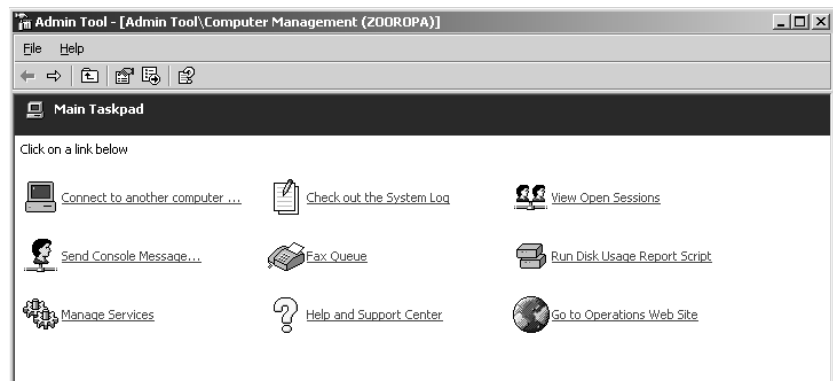 Admin Tool - [Admin Tool\Computer Management (ZOOROPA)]
File Help
Main Taskpad
Click on a link below
Connect to another computer ... Check out the System Log View Open Sessions
Send Console Message... Fax Queue Run Disk Usage Report Script
Manage Services Help and Support Center Go to Operations Web Site